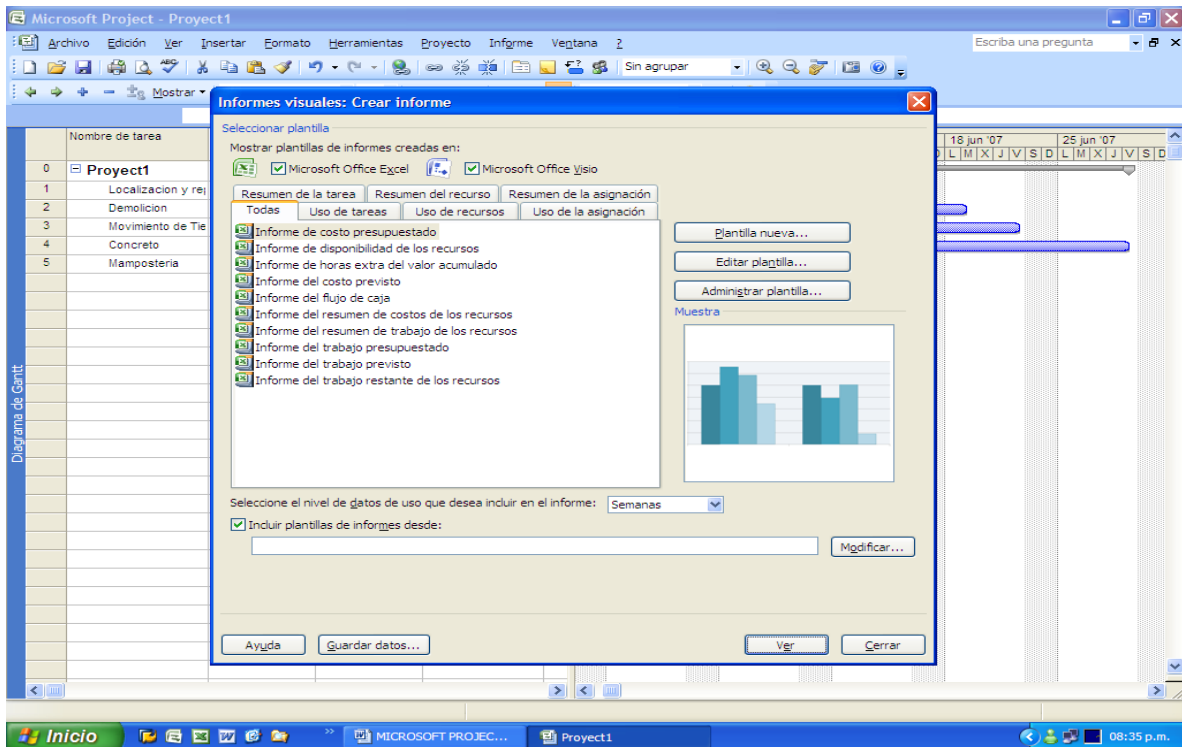 Microsoft Project - Proyect1
Archivo Edición Ver Insertar Formato Herramientas Proyecto Informe Ventana ?
Escriba una pregunta
Sin agrupar
Mostrar
Informes visuales: Crear informe
Nombre de tarea
18 jun '07 25 jun '07
D L M X J V S D L M X J V S D
0 Proyect1
1 Localizacion y
2 Demolicion
3 Movimiento de Tie
4 Concreto
5 Mamposteria
Diagrama de Gantt
Seleccionar plantilla
Mostrar plantillas de informes creadas en:
Microsoft Office Excel Microsoft Office Visio
Resumen de la tarea Resumen del recurso Resumen de la asignación
Todas Uso de tareas Uso de recursos Uso de la asignación
Informe de costo presupuestado
Informe de disponibilidad de los recursos
Informe de horas extra del valor acumulado
Informe del costo previsto
Informe del flujo de caja
Informe del resumen de costos de los recursos
Informe del resumen de trabajo de los recursos
Informe del trabajo presupuestado
Informe del trabajo previsto
Informe del trabajo restante de los recursos
Plantilla nueva...
Editar plantilla...
Administrar plantilla...
Muestra
Seleccione el nivel de datos de uso que desea incluir en el informe: Semanas
Incluir plantillas de informes desde:
Modificar...
Ayuda Guardar datos... Ver Cerrar
Inicio MICROSOFT PROJEC... Proyect1 08:35 p.m.